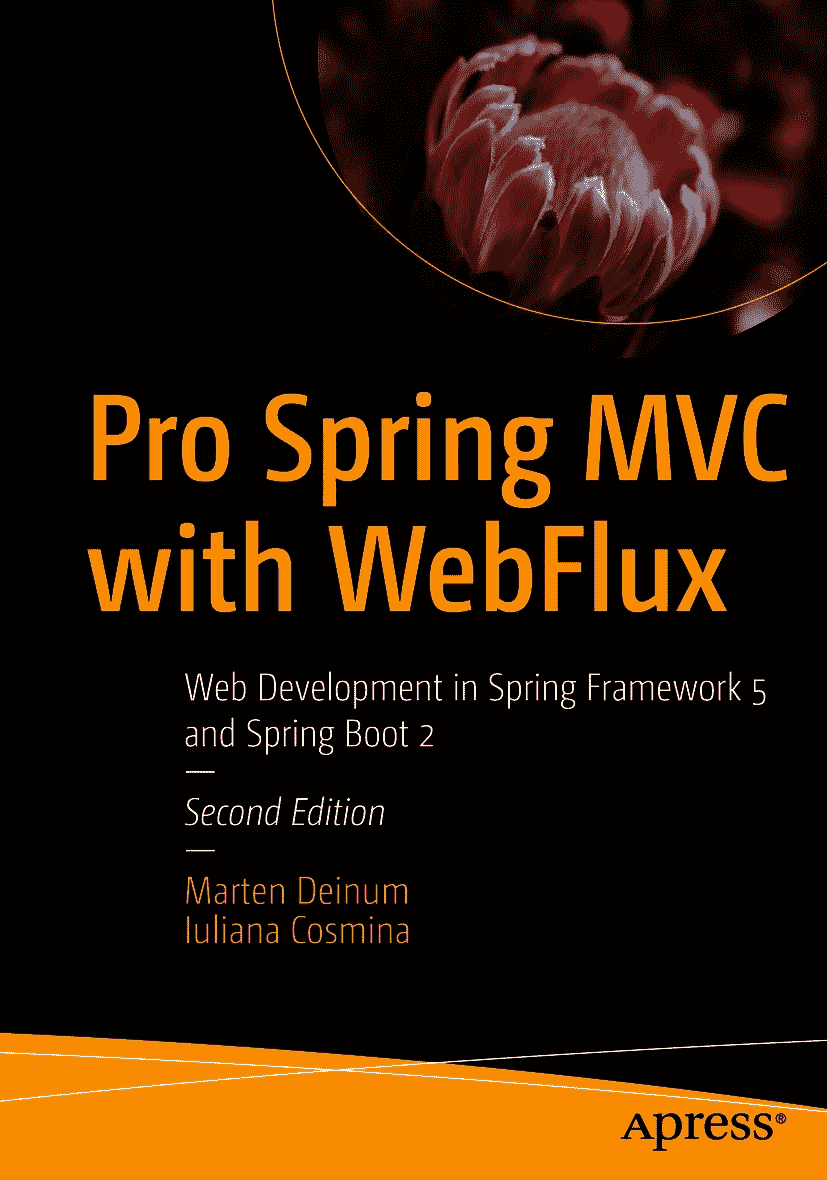 Pro Spring MVC
with WebFlux
Web Development in Spring Framework 5
and Spring Boot 2
Second Edition
Marten Deinum
Iuliana Cosmina
Apress®